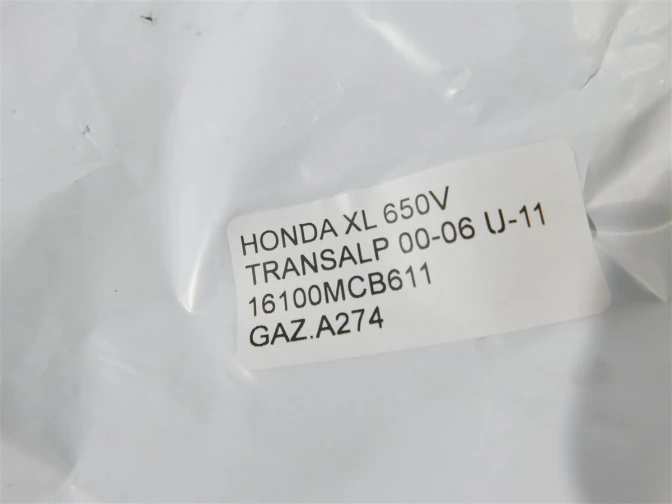 HONDA XL 650V
TRANSALP 00-06 U-11
16100MCB611
GAZ.A274